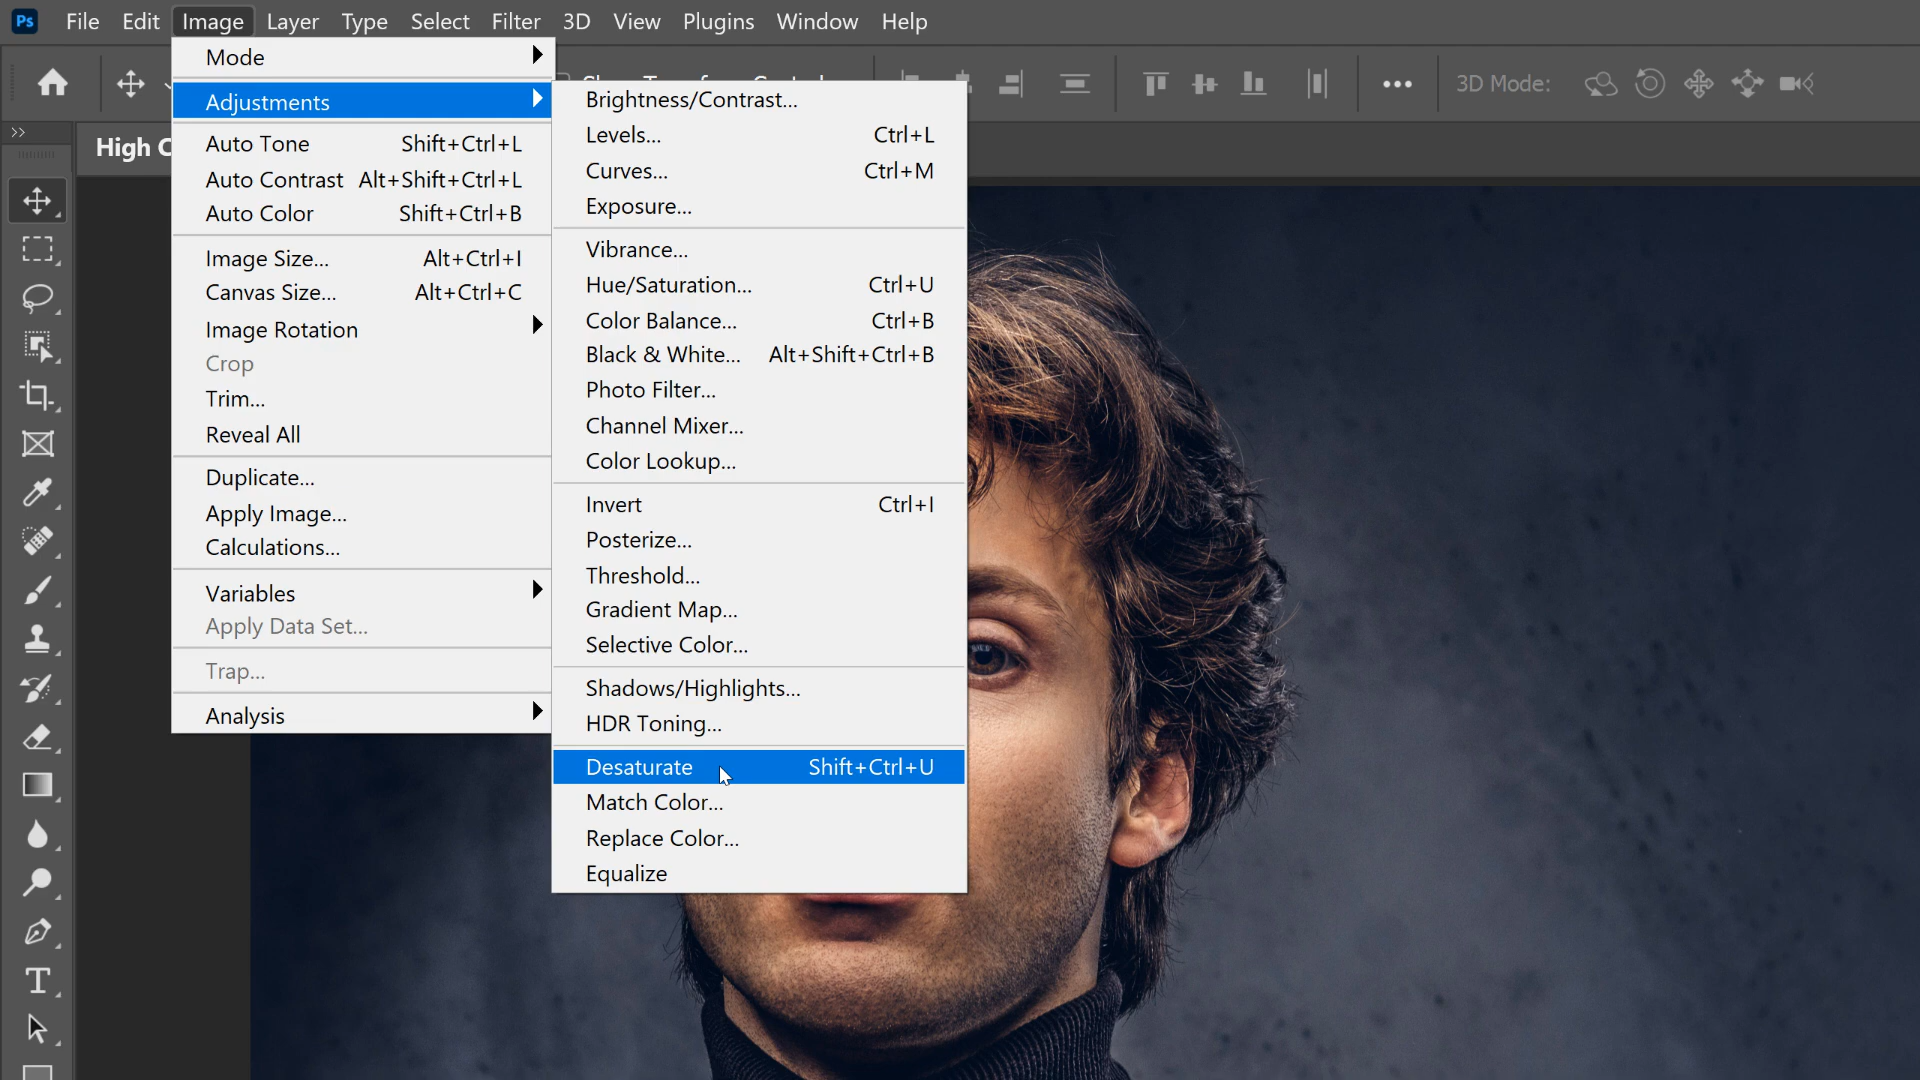 Ps File Edit Image Layer Type Select Filter 3D View Plugins Window Help
3D Mode:
High C
Mode
Adjustments
Auto Tone Shift+Ctrl+L
Auto Contrast Alt+Shift+Ctrl+L
Auto Color Shift+Ctrl+B
Image Size... Alt+Ctrl+I
Canvas Size... Alt+Ctrl+C
Image Rotation
Crop
Trim...
Reveal All
Duplicate...
Apply Image...
Calculations...
Variables
Apply Data Set...
Trap...
Analysis
Brightness/Contrast...
Levels... Ctrl+L
Curves... Ctrl+M
Exposure...
Vibrance...
Hue/Saturation... Ctrl+U
Color Balance... Ctrl+B
Black & White... Alt+Shift+Ctrl+B
Photo Filter...
Channel Mixer...
Color Lookup...
Invert Ctrl+I
Posterize...
Threshold...
Gradient Map...
Selective Color...
Shadows/Highlights...
HDR Toning...
Desaturate Shift+Ctrl+U
Match Color...
Replace Color...
Equalize